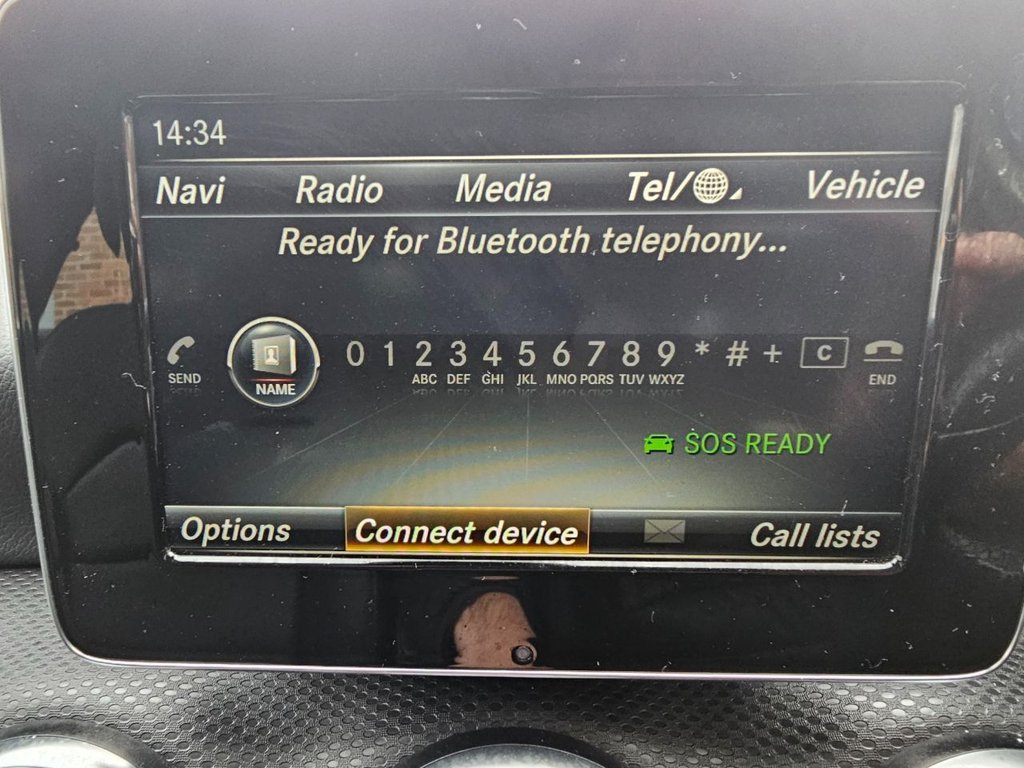 14:34
Navi Radio Media Tel/ Vehicle
Ready for Bluetooth telephony...
0 1 2 3 4 5 6 7 8 9 * # + C
SEND NAME ABC DEF GHI JKL MNO PQRS TUV WXYZ END
SOS READY
Options Connect device Call lists